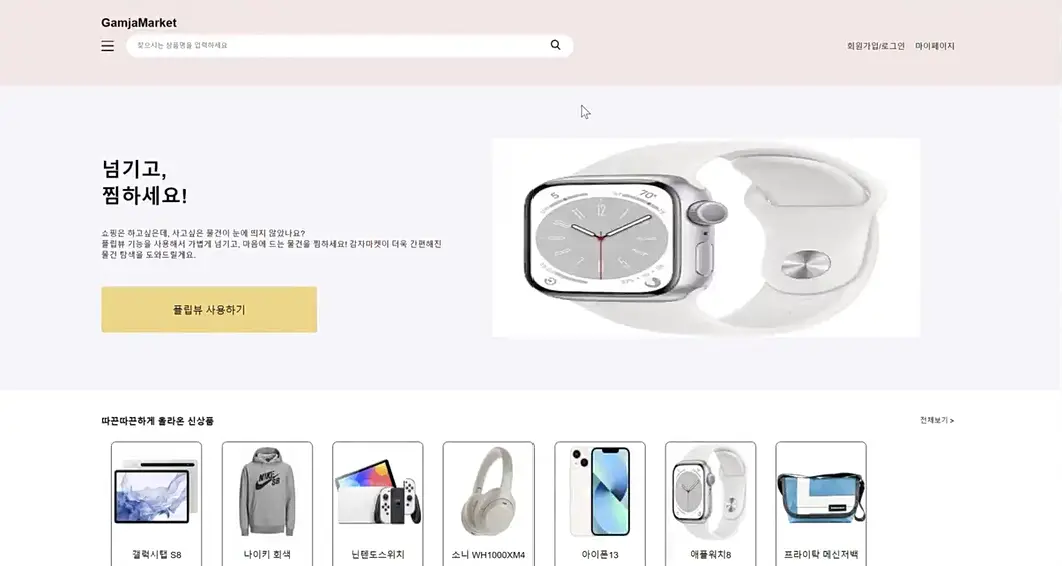 GamjaMarket
찾으시는 상품명을 입력하세요
회원가입/로그인 마이페이지
넘기고,
찜하세요!
쇼핑은 하고싶은데, 사고싶은 물건이 눈에 띄지 않았나요?
플립뷰 기능을 사용해서 가볍게 넘기고, 마음에 드는 물건을 찜하세요! 감자마켓이 더욱 간편해진
물건 탐색을 도와드릴게요.
플립뷰 사용하기
5 12 70°
따끈따끈하게 올라온 신상품
전체보기 >
NIKE
SB
갤럭시탭 S8 나이키 회색 닌텐도스위치 소니 WH1000XM4 아이폰13 애플워치8 프라이탁 메신저백